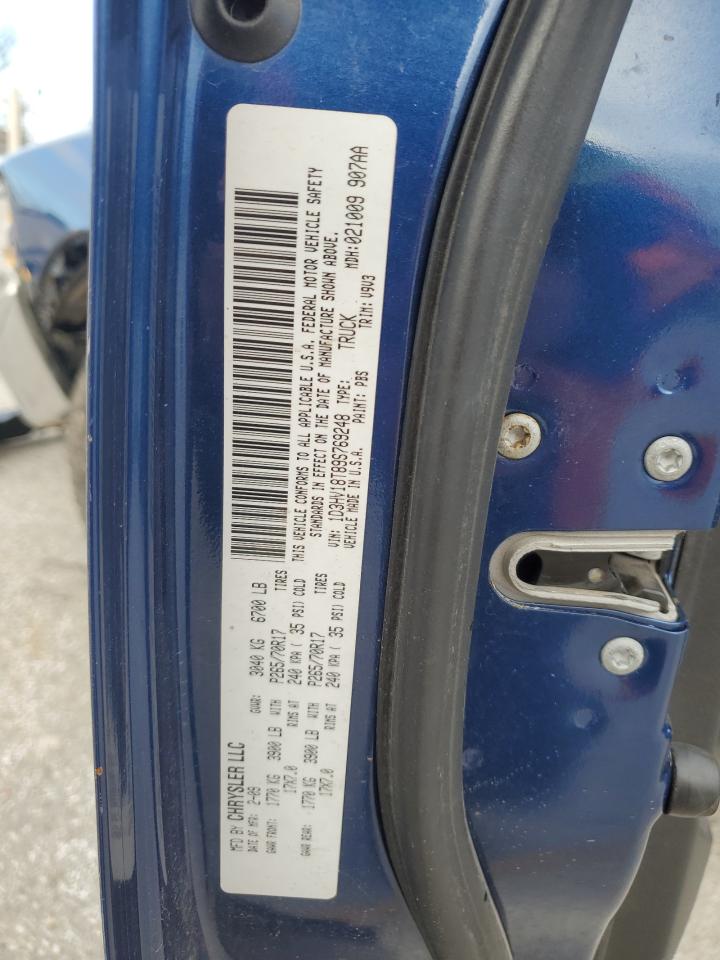 MFD BY CHRYSLER LLC
DATE OF MFR: 2-09 GVWR: 3040 KG 6700 LB
GAWR FRONT: 1770 KG 3900 LB WITH P265/70R17 TIRES
17X7.0 RIMS AT 240 KPA ( 35 PSI) COLD
GAWR REAR: 1770 KG 3900 LB WITH P265/70R17 TIRES
17X7.0 RIMS AT 240 KPA ( 35 PSI) COLD
THIS VEHICLE CONFORMS TO ALL APPLICABLE U.S.A. FEDERAL MOTOR VEHICLE SAFETY
STANDARDS IN EFFECT ON THE DATE OF MANUFACTURE SHOWN ABOVE.
VIN: 1D3HV18T89S769248 TYPE: TRUCK MDH:021009 907AA
VEHICLE MADE IN U.S.A. PAINT: PBS TRIM: V9V3